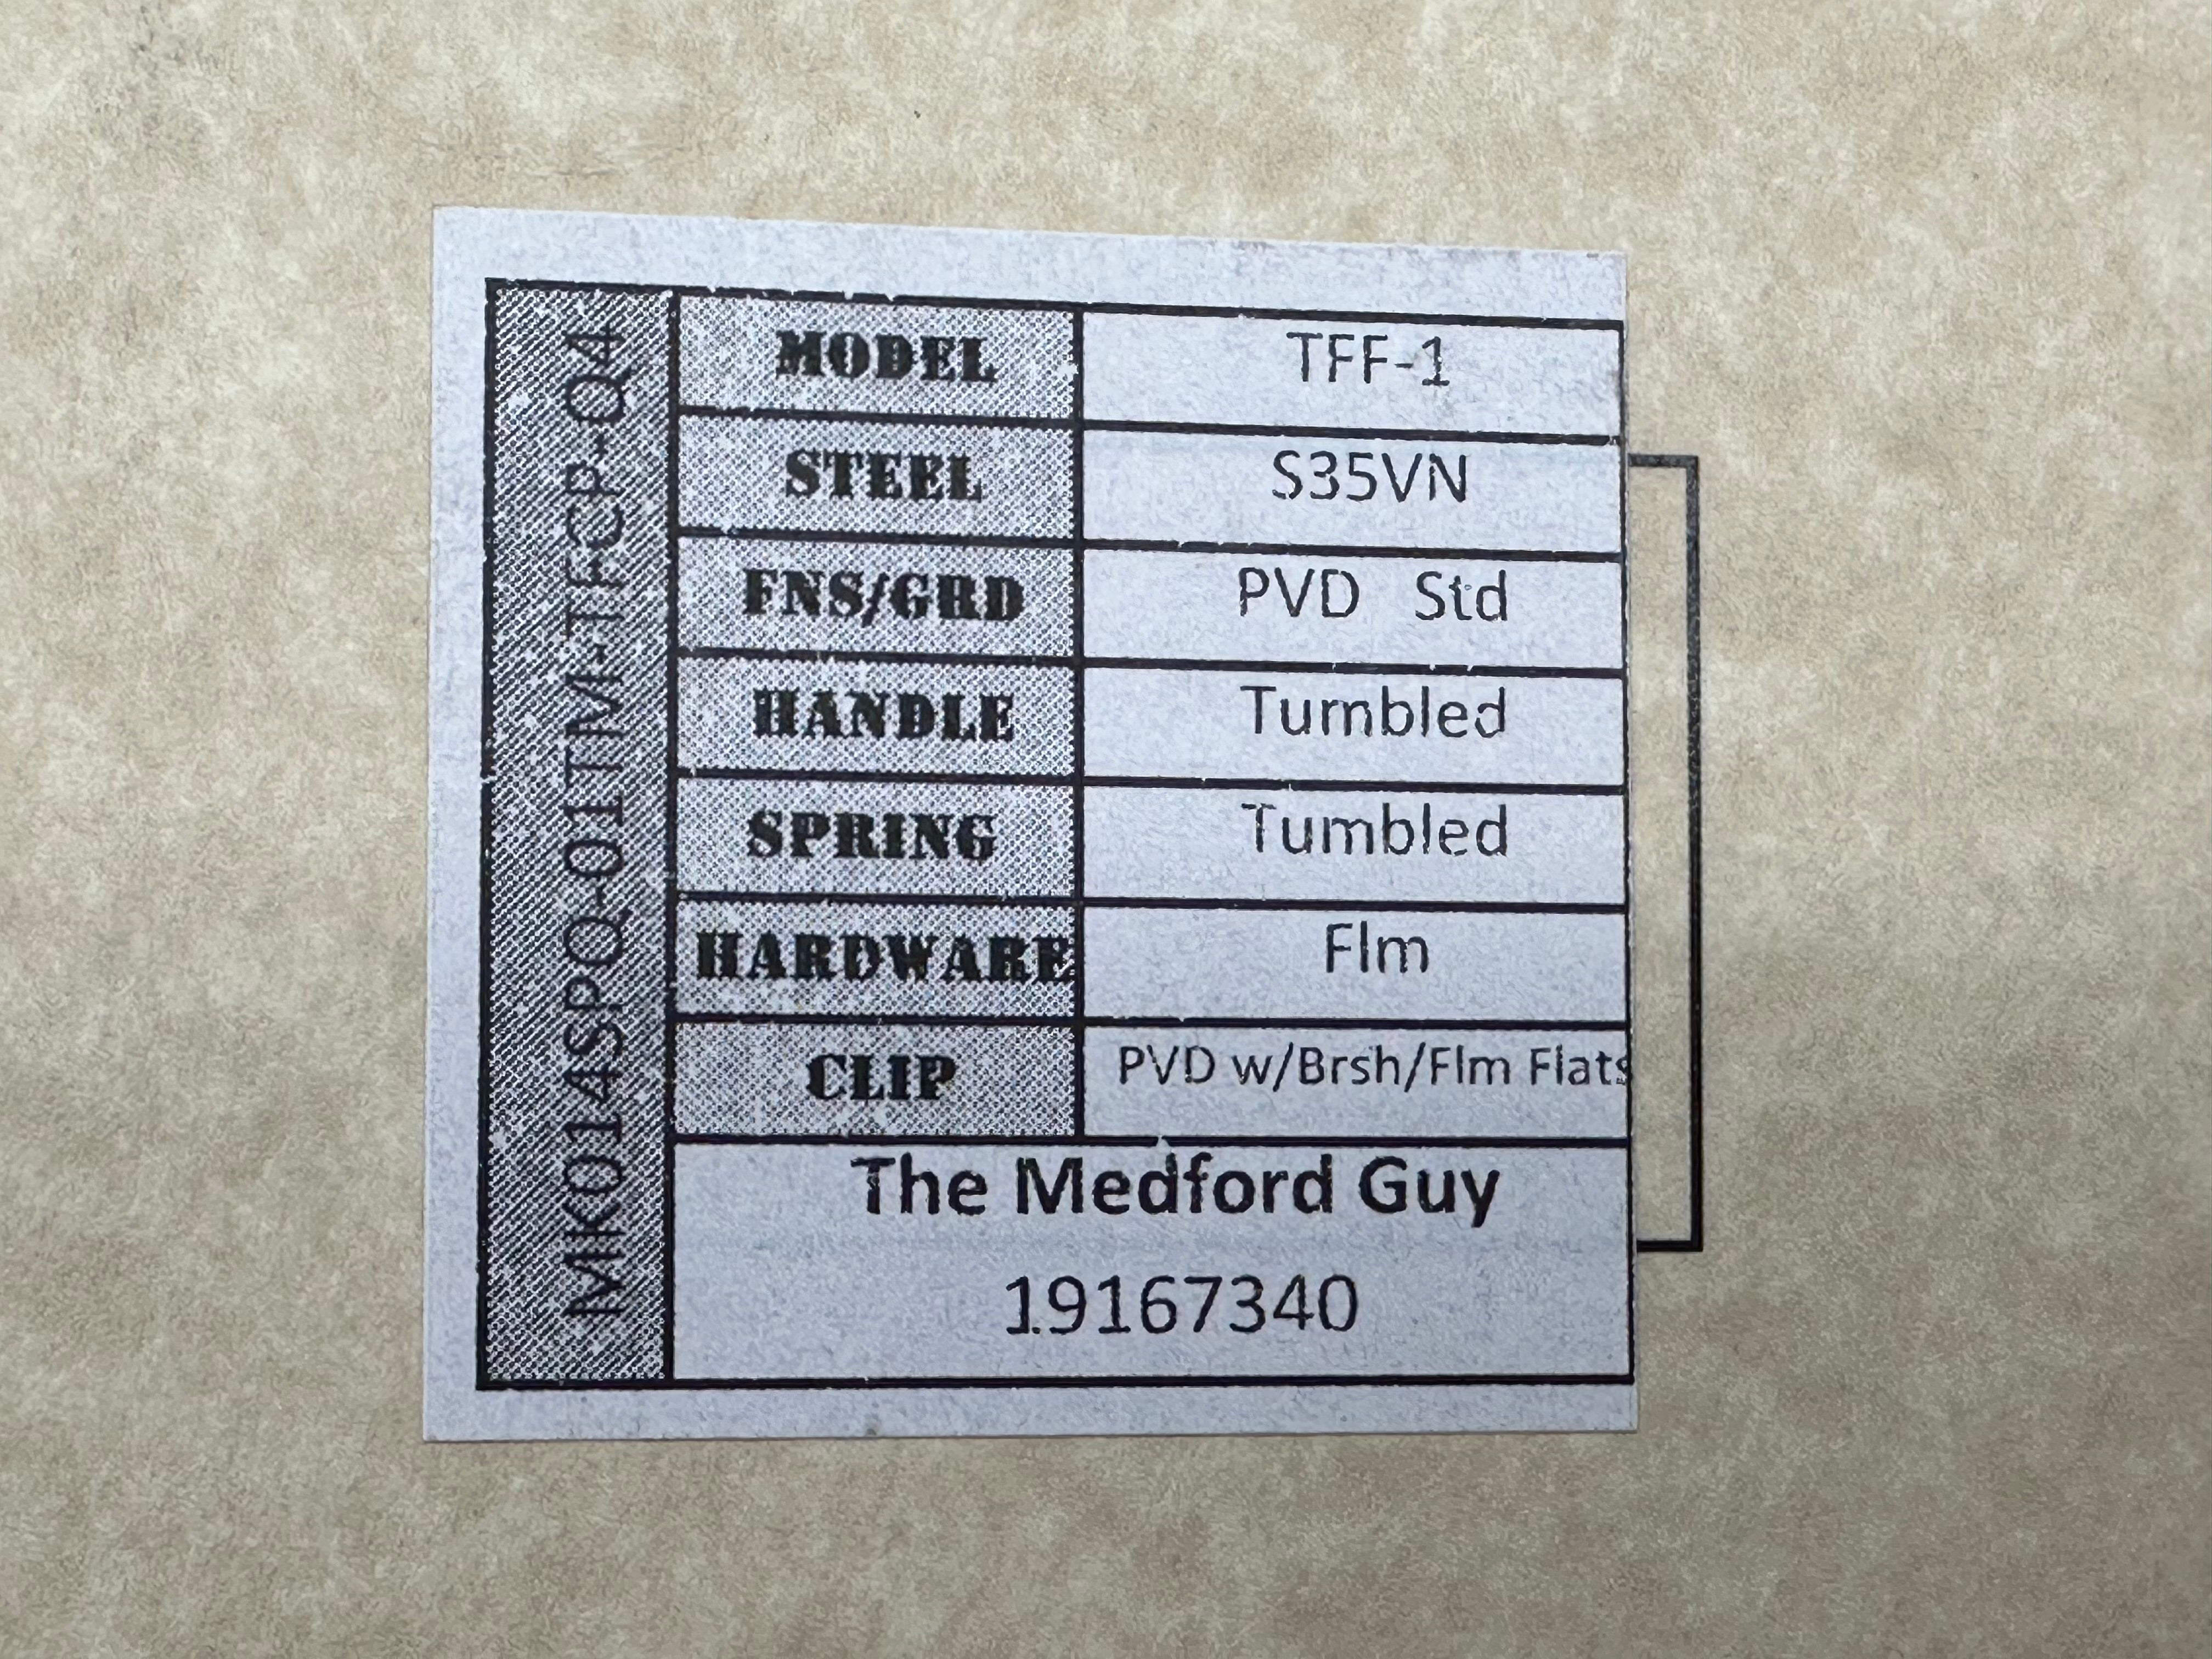 MK014SPQ-01TM-TFCP-Q4
MODEL TFF-1
STEEL S35VN
FNS/GRD PVD Std
HANDLE Tumbled
SPRING Tumbled
HARDWARE Flm
CLIP PVD w/Brsh/Flm Flats
The Medford Guy
19167340